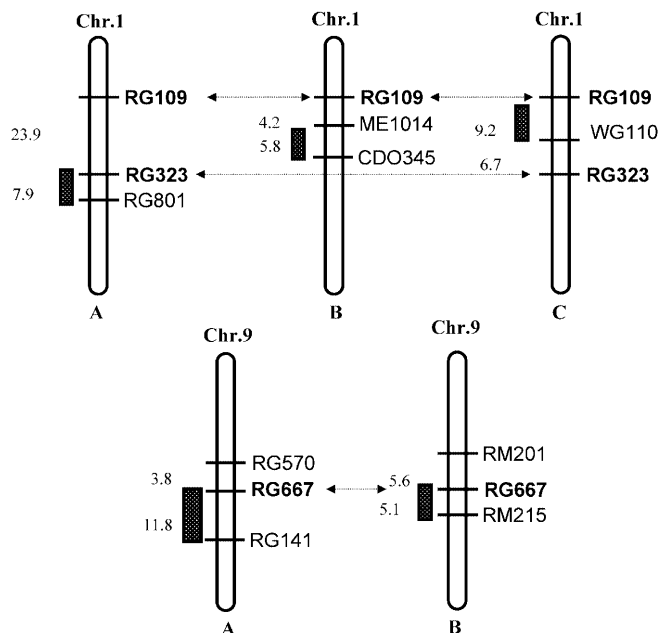 Chr.1
RG109
23.9
RG323
7.9
RG801
A
Chr.1
RG109
4.2
ME1014
5.8
CDO345
B
Chr.1
RG109
9.2
WG110
6.7
RG323
C
Chr.9
RG570
3.8
RG667
11.8
RG141
A
Chr.9
RM201
5.6
RG667
5.1
RM215
B